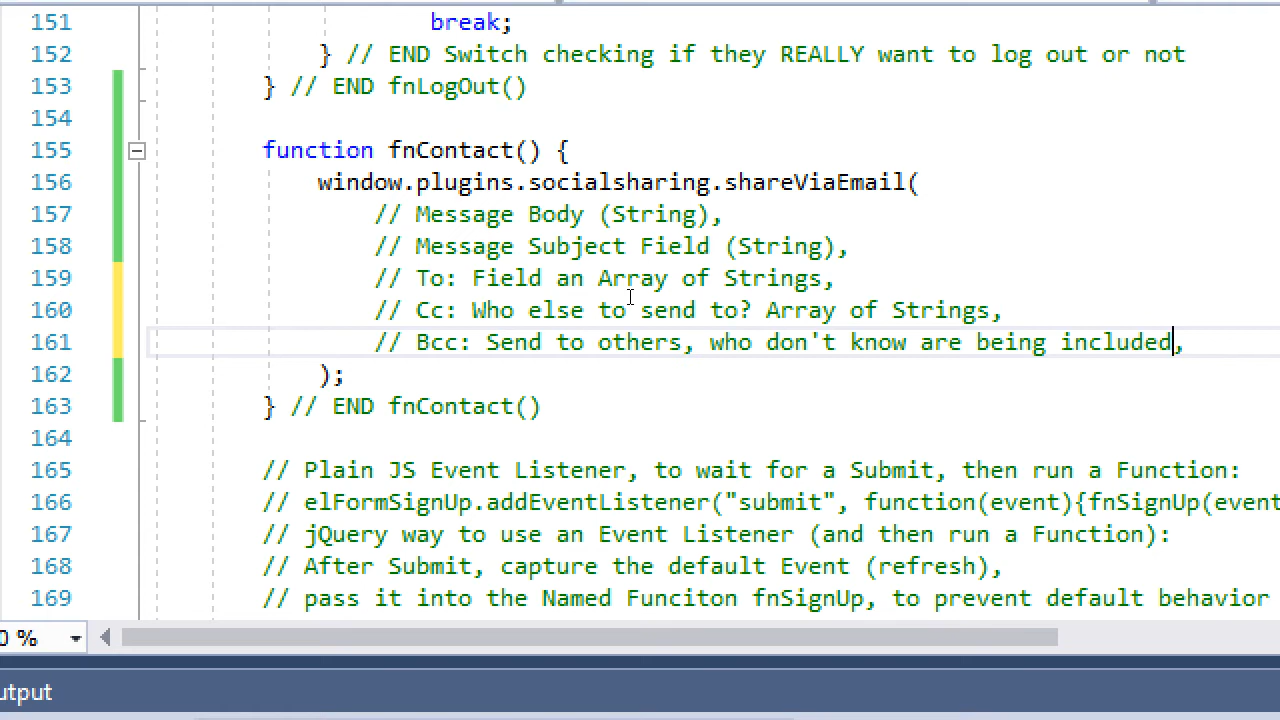 151 break;
152 } // END Switch checking if they REALLY want to log out or not
153 } // END fnLogOut()
154
155 function fnContact() {
156 window.plugins.socialsharing.shareViaEmail(
157 // Message Body (String),
158 // Message Subject Field (String),
159 // To: Field an Array of Strings,
160 // Cc: Who else to send to? Array of Strings,
161 // Bcc: Send to others, who don't know are being included,
162 );
163 } // END fnContact()
164
165 // Plain JS Event Listener, to wait for a Submit, then run a Function:
166 // elFormSignUp.addEventListener("submit", function(event){fnSignUp(event
167 // jQuery way to use an Event Listener (and then run a Function):
168 // After Submit, capture the default Event (refresh),
169 // pass it into the Named Funciton fnSignUp, to prevent default behavior
0 %
utput